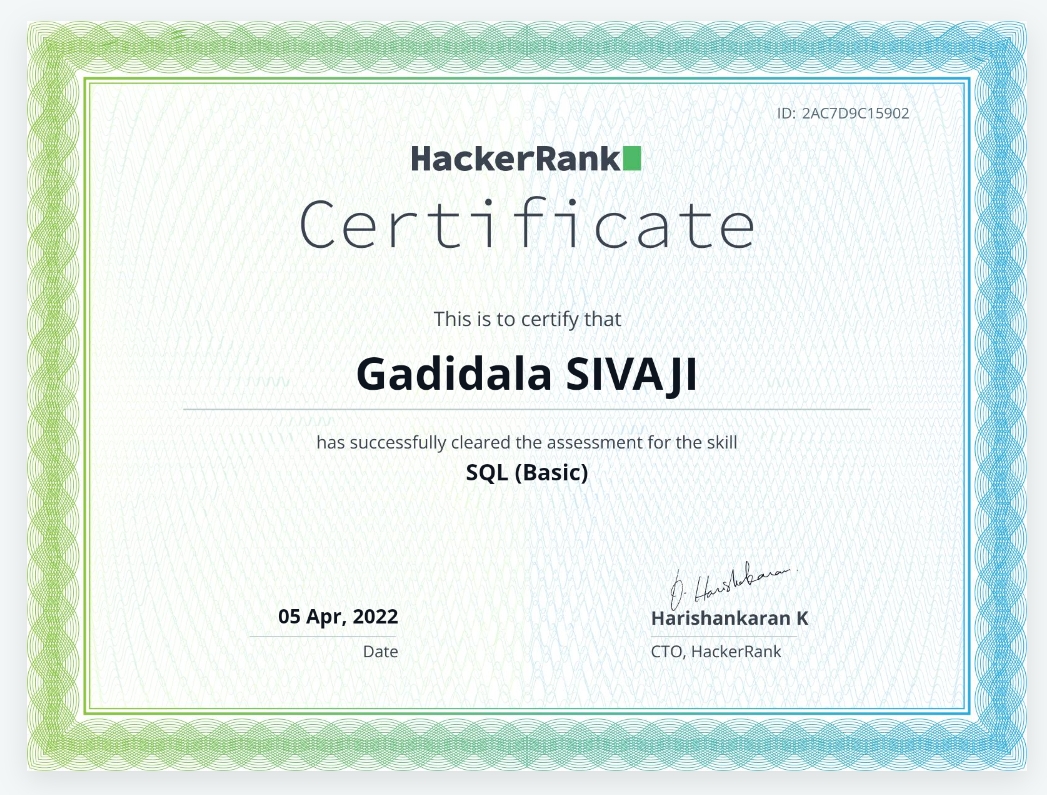 ID: 2AC7D9C15902
HackerRank
Certificate
This is to certify that
Gadidala SIVAJI
has successfully cleared the assessment for the skill
SQL (Basic)
05 Apr, 2022
Date
Harishankaran K
CTO, HackerRank